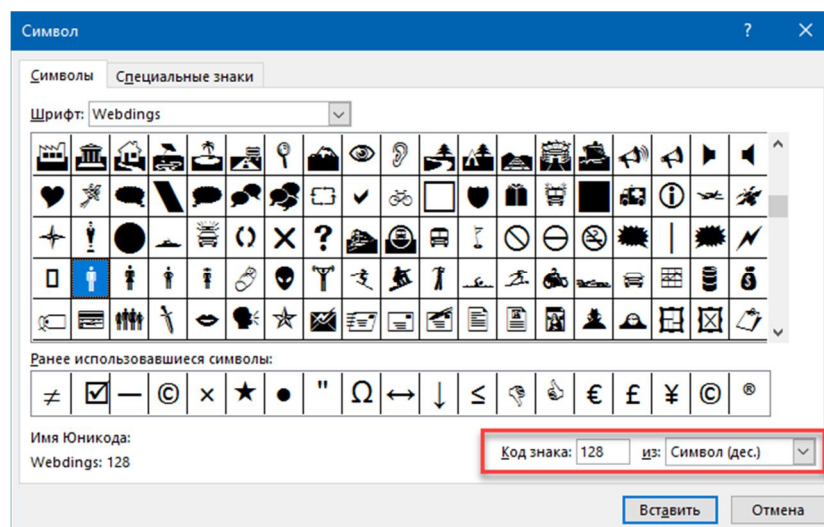 Символ ? ×
Символы Специальные знаки
Шрифт: Webdings
Ранее использовавшиеся символы:
≠ ☑ — © × ★ ● " Ω ↔ ↓ ≤ 👎 👍 € £ ¥ © ®
Имя Юникода:
Webdings: 128
Код знака: 128 из: Символ (дес.)
Вставить Отмена